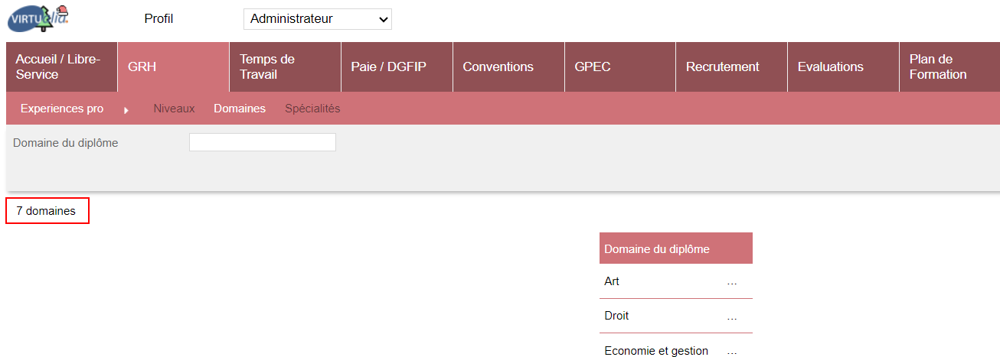 VIRTUalia
Profil
Administrateur
Accueil / Libre-
Service
GRH
Temps de
Travail
Paie / DGFIP
Conventions
GPEC
Recrutement
Evaluations
Plan de
Formation
Experiences pro
Niveaux
Domaines
Spécialités
Domaine du diplôme
7 domaines
Domaine du diplôme
Art ...
Droit ...
Economie et gestion ...